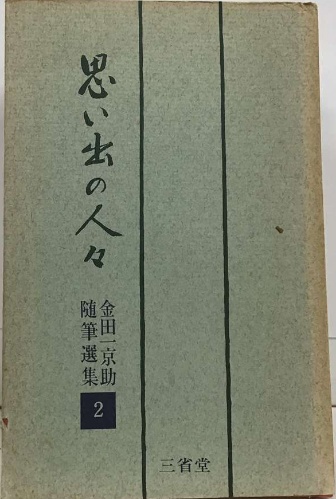 思い出の人々
金田一京助
随筆選集
2
三省堂